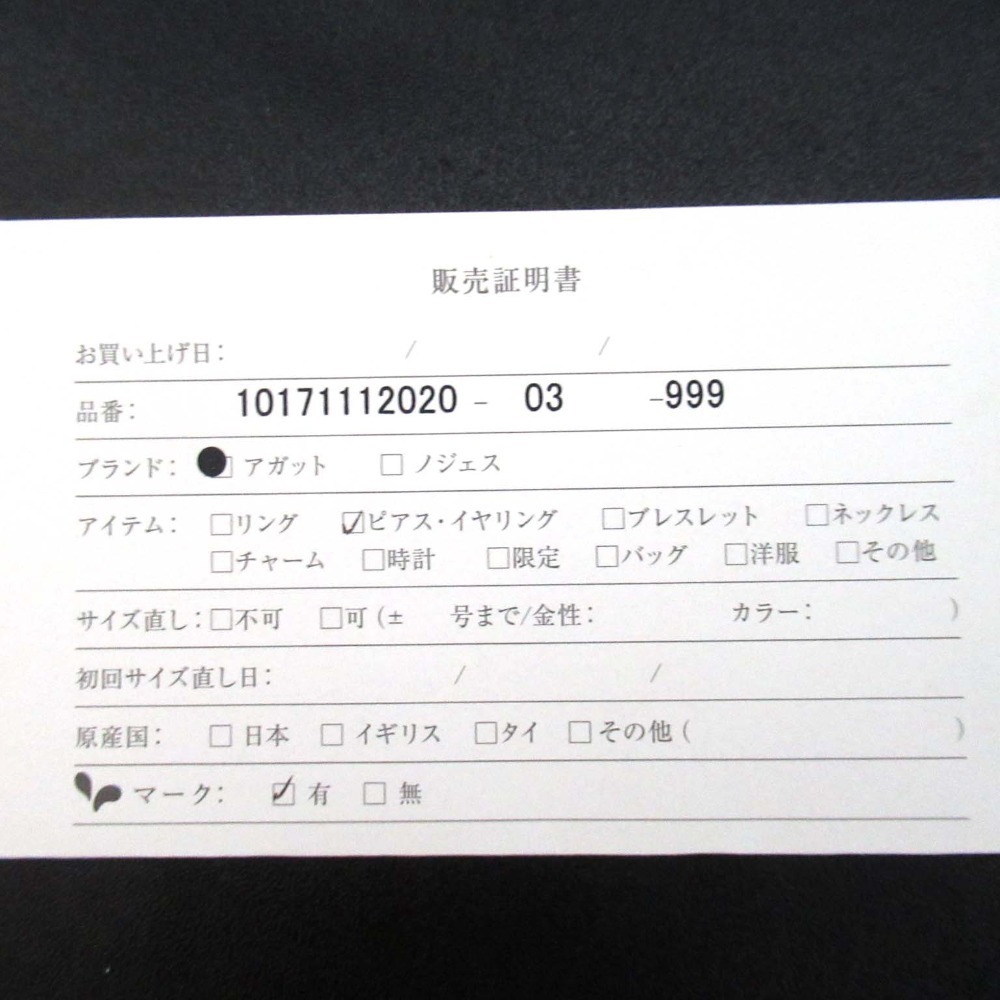 販売証明書
お買い上げ日： / /
品番： 10171112020 - 03 -999
ブランド： ●□ アガット □ ノジェス
アイテム： □リング ☑ピアス・イヤリング □ブレスレット □ネックレス
□チャーム □時計 □限定 □バッグ □洋服 □その他
サイズ直し：□不可 □可（± 号まで/金性： カラー： ）
初回サイズ直し日： / /
原産国： □ 日本 □ イギリス □タイ □その他（ ）
マーク： ☑ 有 □ 無